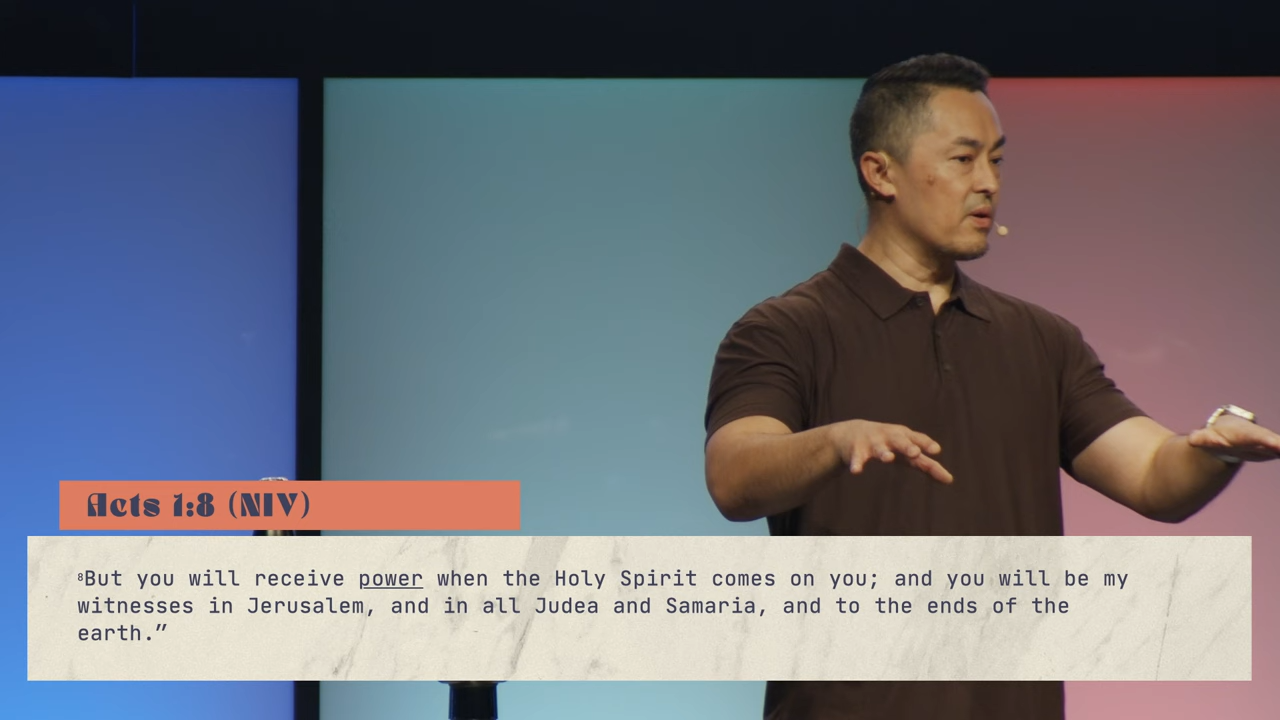 Acts 1:8 (NIV)
⁸But you will receive power when the Holy Spirit comes on you; and you will be my
witnesses in Jerusalem, and in all Judea and Samaria, and to the ends of the
earth.”